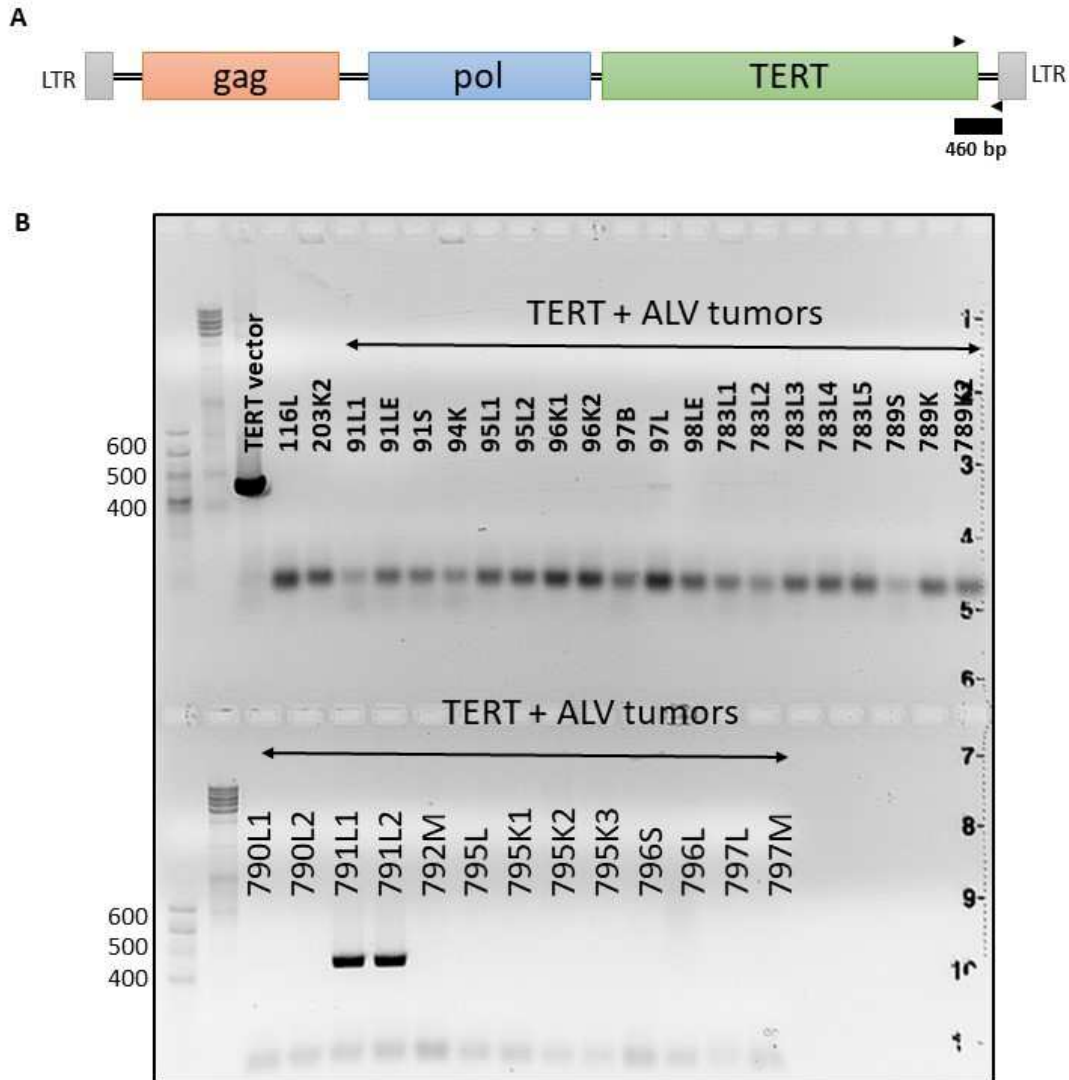 A
LTR gag pol TERT LTR
460 bp
B
TERT + ALV tumors
1
TERT vector
116L
203K2
91L1
91LE
91S
94K
95L1
95L2
96K1
96K2
97B
97L
98LE
783L1
783L2
783L3
783L4
783L5
789S
789K
789K2
600
500
400
3
4
5
6
TERT + ALV tumors
7
8
790L1
790L2
791L1
791L2
792M
795L
795K1
795K2
795K3
796S
796L
797L
797M
9
600
500
400
10